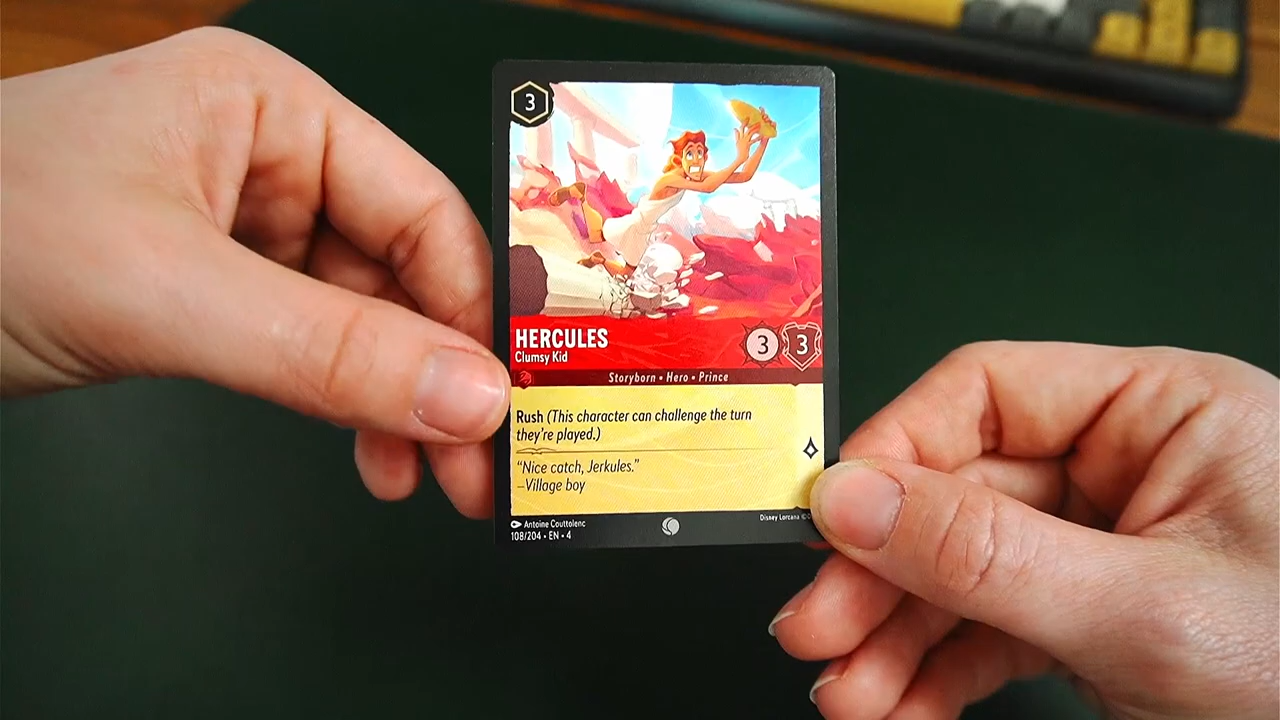 3
HERCULES
Clumsy Kid
3 3
Storyborn • Hero • Prince
Rush (This character can challenge the turn
they're played.)
“Nice catch, Jerkules.”
–Village boy
Antoine Couttolenc
108/204 • EN • 4
Disney Lorcana